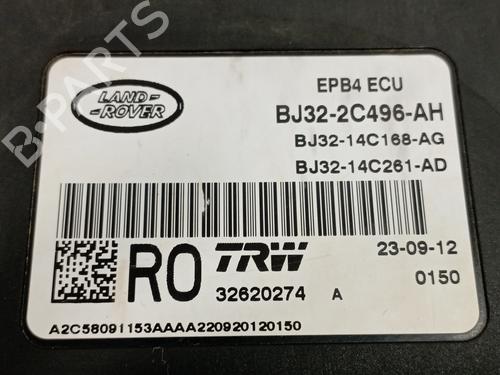 LAND-
-ROVER
EPB4 ECU
BJ32-2C496-AH
BJ32-14C168-AG
BJ32-14C261-AD
RO
TRW
23-09-12
32620274 A
0150
A2C58091153AAAA220920120150
B-PARTS